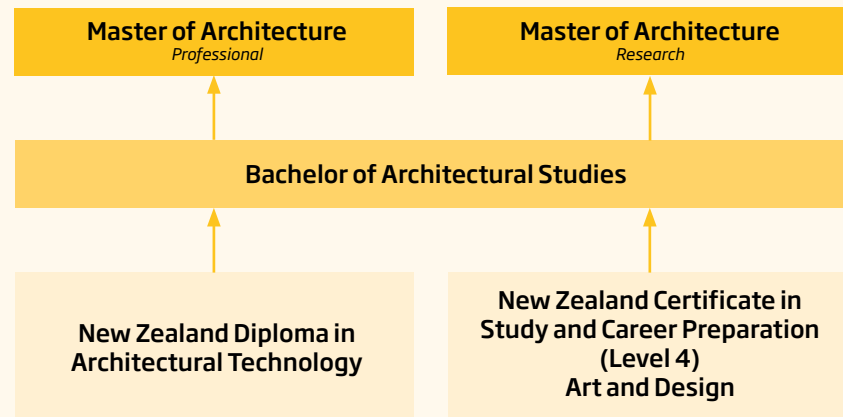 Master of Architecture
Professional
Master of Architecture
Research
Bachelor of Architectural Studies
New Zealand Diploma in
Architectural Technology
New Zealand Certificate in
Study and Career Preparation
(Level 4)
Art and Design